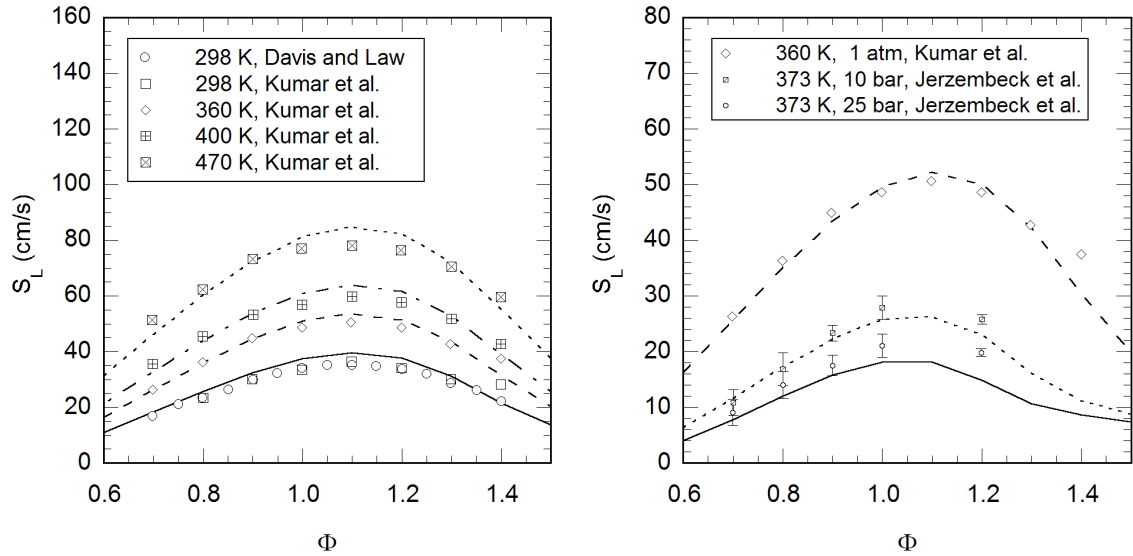 160
140
120
100
80
60
40
20
0
S_L (cm/s)
298 K, Davis and Law
298 K, Kumar et al.
360 K, Kumar et al.
400 K, Kumar et al.
470 K, Kumar et al.
0.6 0.8 1.0 1.2 1.4
Φ
80
70
60
50
40
30
20
10
0
S_L (cm/s)
360 K, 1 atm, Kumar et al.
373 K, 10 bar, Jerzembeck et al.
373 K, 25 bar, Jerzembeck et al.
0.6 0.8 1.0 1.2 1.4
Φ